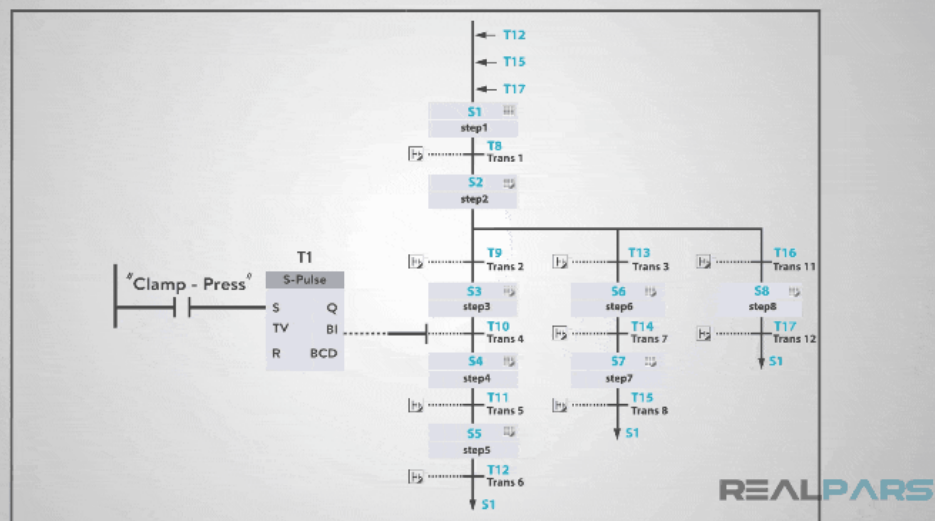 T12
T15
T17
S1
step1
T8
Trans 1
S2
step2
T9
Trans 2
T13
Trans 3
T16
Trans 11
T1
"Clamp - Press"
S-Pulse
S Q
TV BI
R BCD
S3
step3
S6
step6
S8
step8
T10
Trans 4
T14
Trans 7
T17
Trans 12
S1
S4
step4
S7
step7
T11
Trans 5
T15
Trans 8
S1
S5
step5
T12
Trans 6
S1
REALPARS